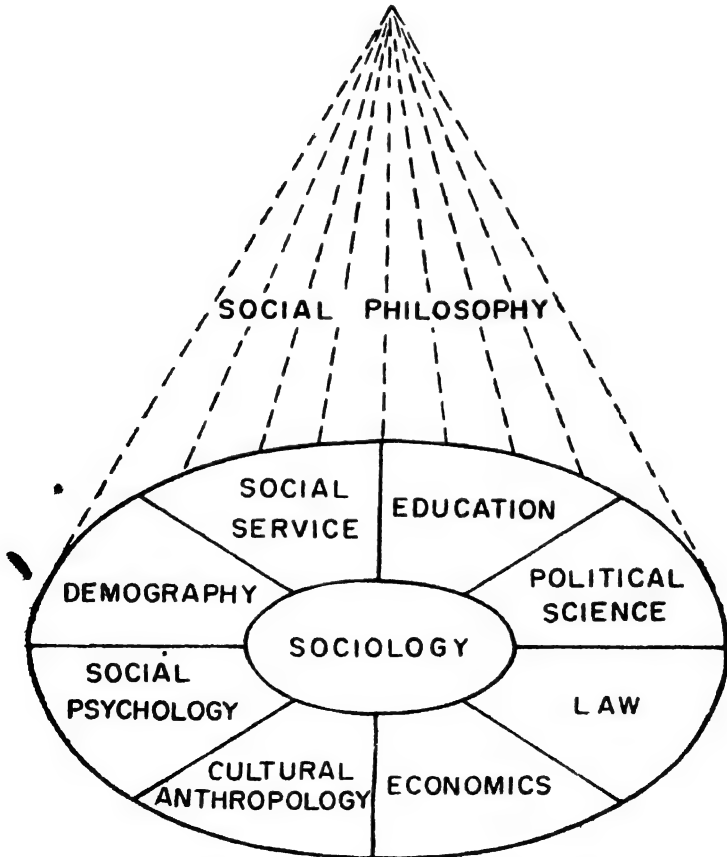 SOCIAL PHILOSOPHY
SOCIAL
SERVICE
EDUCATION
DEMOGRAPHY
POLITICAL
SCIENCE
SOCIOLOGY
SOCIAL
PSYCHOLOGY
LAW
CULTURAL
ANTHROPOLOGY
ECONOMICS